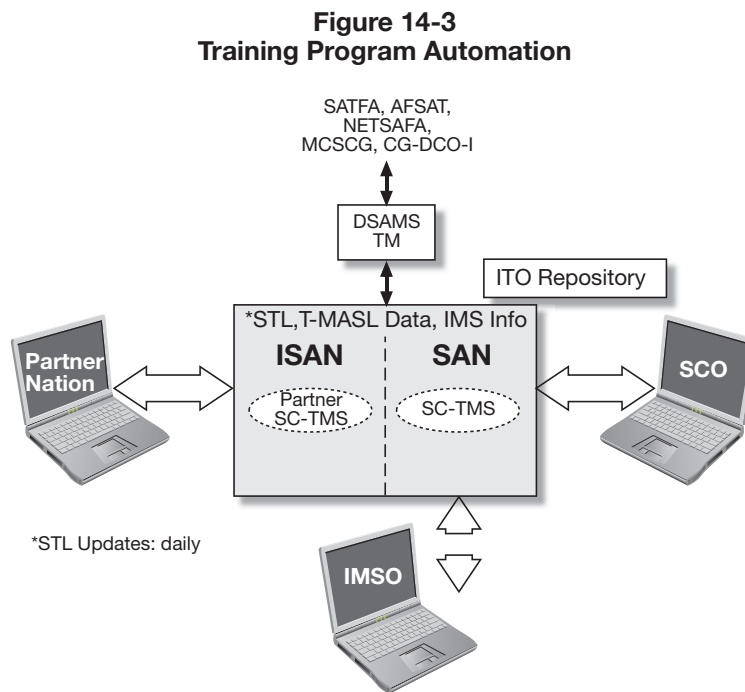 Figure 14-3
Training Program Automation
SATFA, AFSAT,
NETSAFA,
MCSCG, CG-DCO-I
DSAMS
TM
ITO Repository
*STL,T-MASL Data, IMS Info
ISAN
SAN
Partner
Nation
Partner
SC-TMS
SC-TMS
SCO
*STL Updates: daily
IMSO